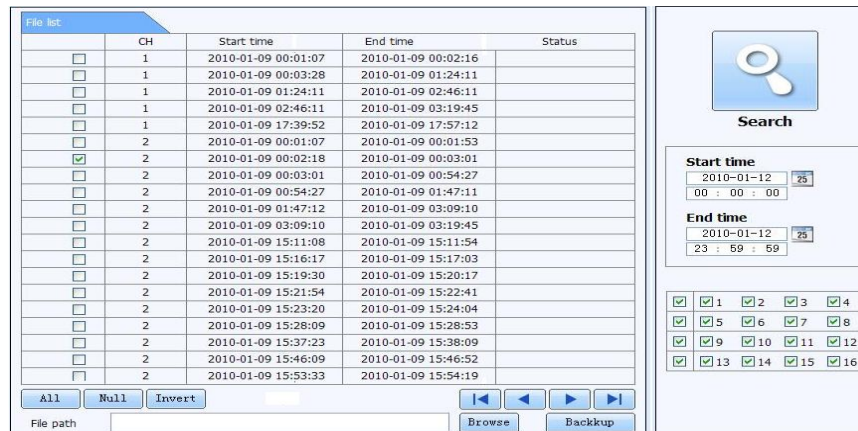 File list
CH Start time End time Status
1 2010-01-09 00:01:07 2010-01-09 00:02:16
1 2010-01-09 00:03:28 2010-01-09 01:24:11
1 2010-01-09 01:24:11 2010-01-09 02:46:11
1 2010-01-09 02:46:11 2010-01-09 03:19:45
1 2010-01-09 17:39:52 2010-01-09 17:57:12
2 2010-01-09 00:01:07 2010-01-09 00:01:53
2 2010-01-09 00:02:18 2010-01-09 00:03:01
2 2010-01-09 00:03:01 2010-01-09 00:54:27
2 2010-01-09 00:54:27 2010-01-09 01:47:11
2 2010-01-09 01:47:12 2010-01-09 03:09:10
2 2010-01-09 03:09:10 2010-01-09 03:19:45
2 2010-01-09 15:11:08 2010-01-09 15:11:54
2 2010-01-09 15:16:17 2010-01-09 15:17:03
2 2010-01-09 15:19:30 2010-01-09 15:20:17
2 2010-01-09 15:21:54 2010-01-09 15:22:41
2 2010-01-09 15:23:20 2010-01-09 15:24:04
2 2010-01-09 15:28:09 2010-01-09 15:28:53
2 2010-01-09 15:37:23 2010-01-09 15:38:09
2 2010-01-09 15:46:09 2010-01-09 15:46:52
2 2010-01-09 15:53:33 2010-01-09 15:54:19
All Null Invert
File path Browse Backkup
Search
Start time
2010-01-12 25
00 : 00 : 00
End time
2010-01-12 25
23 : 59 : 59
1 2 3 4
5 6 7 8
9 10 11 12
13 14 15 16